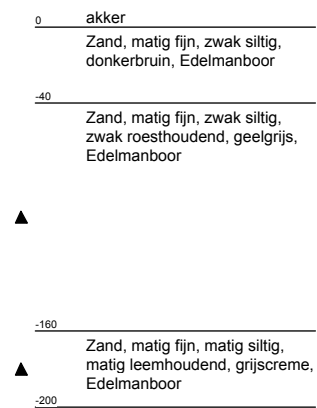 0 akker
Zand, matig fijn, zwak siltig,
donkerbruin, Edelmanboor
-40
Zand, matig fijn, zwak siltig,
zwak roesthoudend, geelgrijs,
Edelmanboor
-160
Zand, matig fijn, matig siltig,
matig leemhoudend, grijscreme,
Edelmanboor
-200